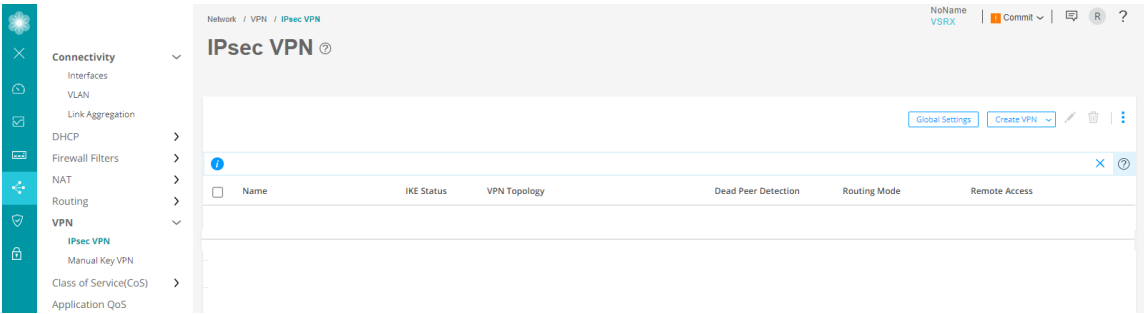 Network / VPN / IPsec VPN
NoName
VSRX
Commit
R
?
IPsec VPN ?
Connectivity
Interfaces
VLAN
Link Aggregation
DHCP
Firewall Filters
NAT
Routing
VPN
IPsec VPN
Manual Key VPN
Class of Service(CoS)
Application QoS
Global Settings
Create VPN
i
?
Name
IKE Status
VPN Topology
Dead Peer Detection
Routing Mode
Remote Access